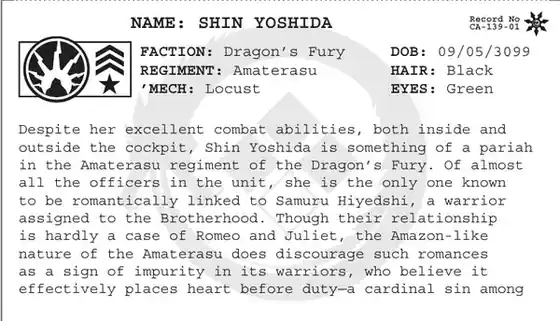 NAME: SHIN YOSHIDA
Record No
CA-139-01
FACTION: Dragon's Fury
DOB: 09/05/3099
REGIMENT: Amaterasu
HAIR: Black
'MECH: Locust
EYES: Green
Despite her excellent combat abilities, both inside and
outside the cockpit, Shin Yoshida is something of a pariah
in the Amaterasu regiment of the Dragon's Fury. Of almost
all the officers in the unit, she is the only one known
to be romantically linked to Samuru Hiyedshi, a warrior
assigned to the Brotherhood. Though their relationship
is hardly a case of Romeo and Juliet, the Amazon-like
nature of the Amaterasu does discourage such romances
as a sign of impurity in its warriors, who believe it
effectively places heart before duty—a cardinal sin among